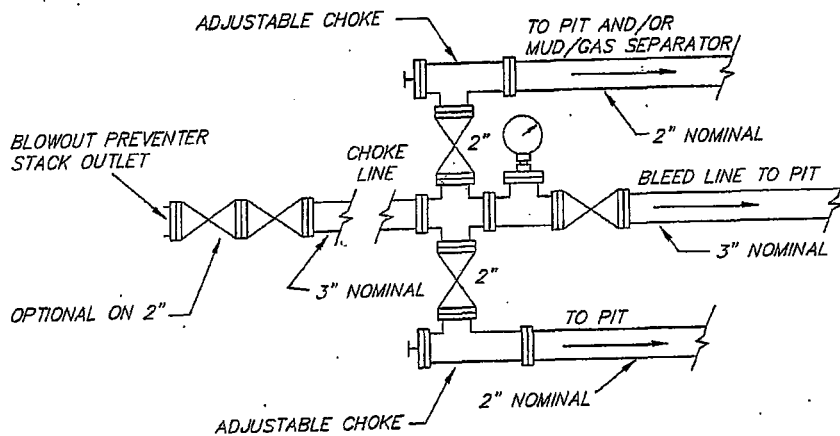 ADJUSTABLE CHOKE
TO PIT AND/OR
MUD/GAS SEPARATOR
2" NOMINAL
BLOWOUT PREVENTER
STACK OUTLET
CHOKE
LINE
2"
BLEED LINE TO PIT
3" NOMINAL
3" NOMINAL
OPTIONAL ON 2"
2"
TO PIT
2" NOMINAL
ADJUSTABLE CHOKE